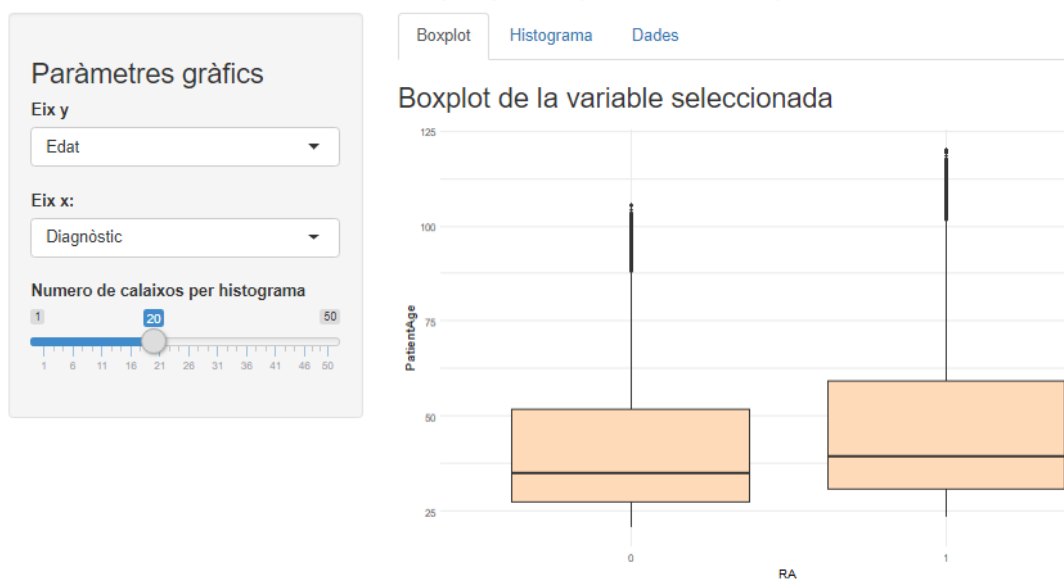 Boxplot Histograma Dades
Paràmetres gràfics
Eix y
Edat
Eix x:
Diagnòstic
Numero de calaixos per histograma
1 20 50
1 6 11 16 21 26 31 36 41 46 50
Boxplot de la variable seleccionada
125
100
75
50
25
PatientAge
0 1
RA